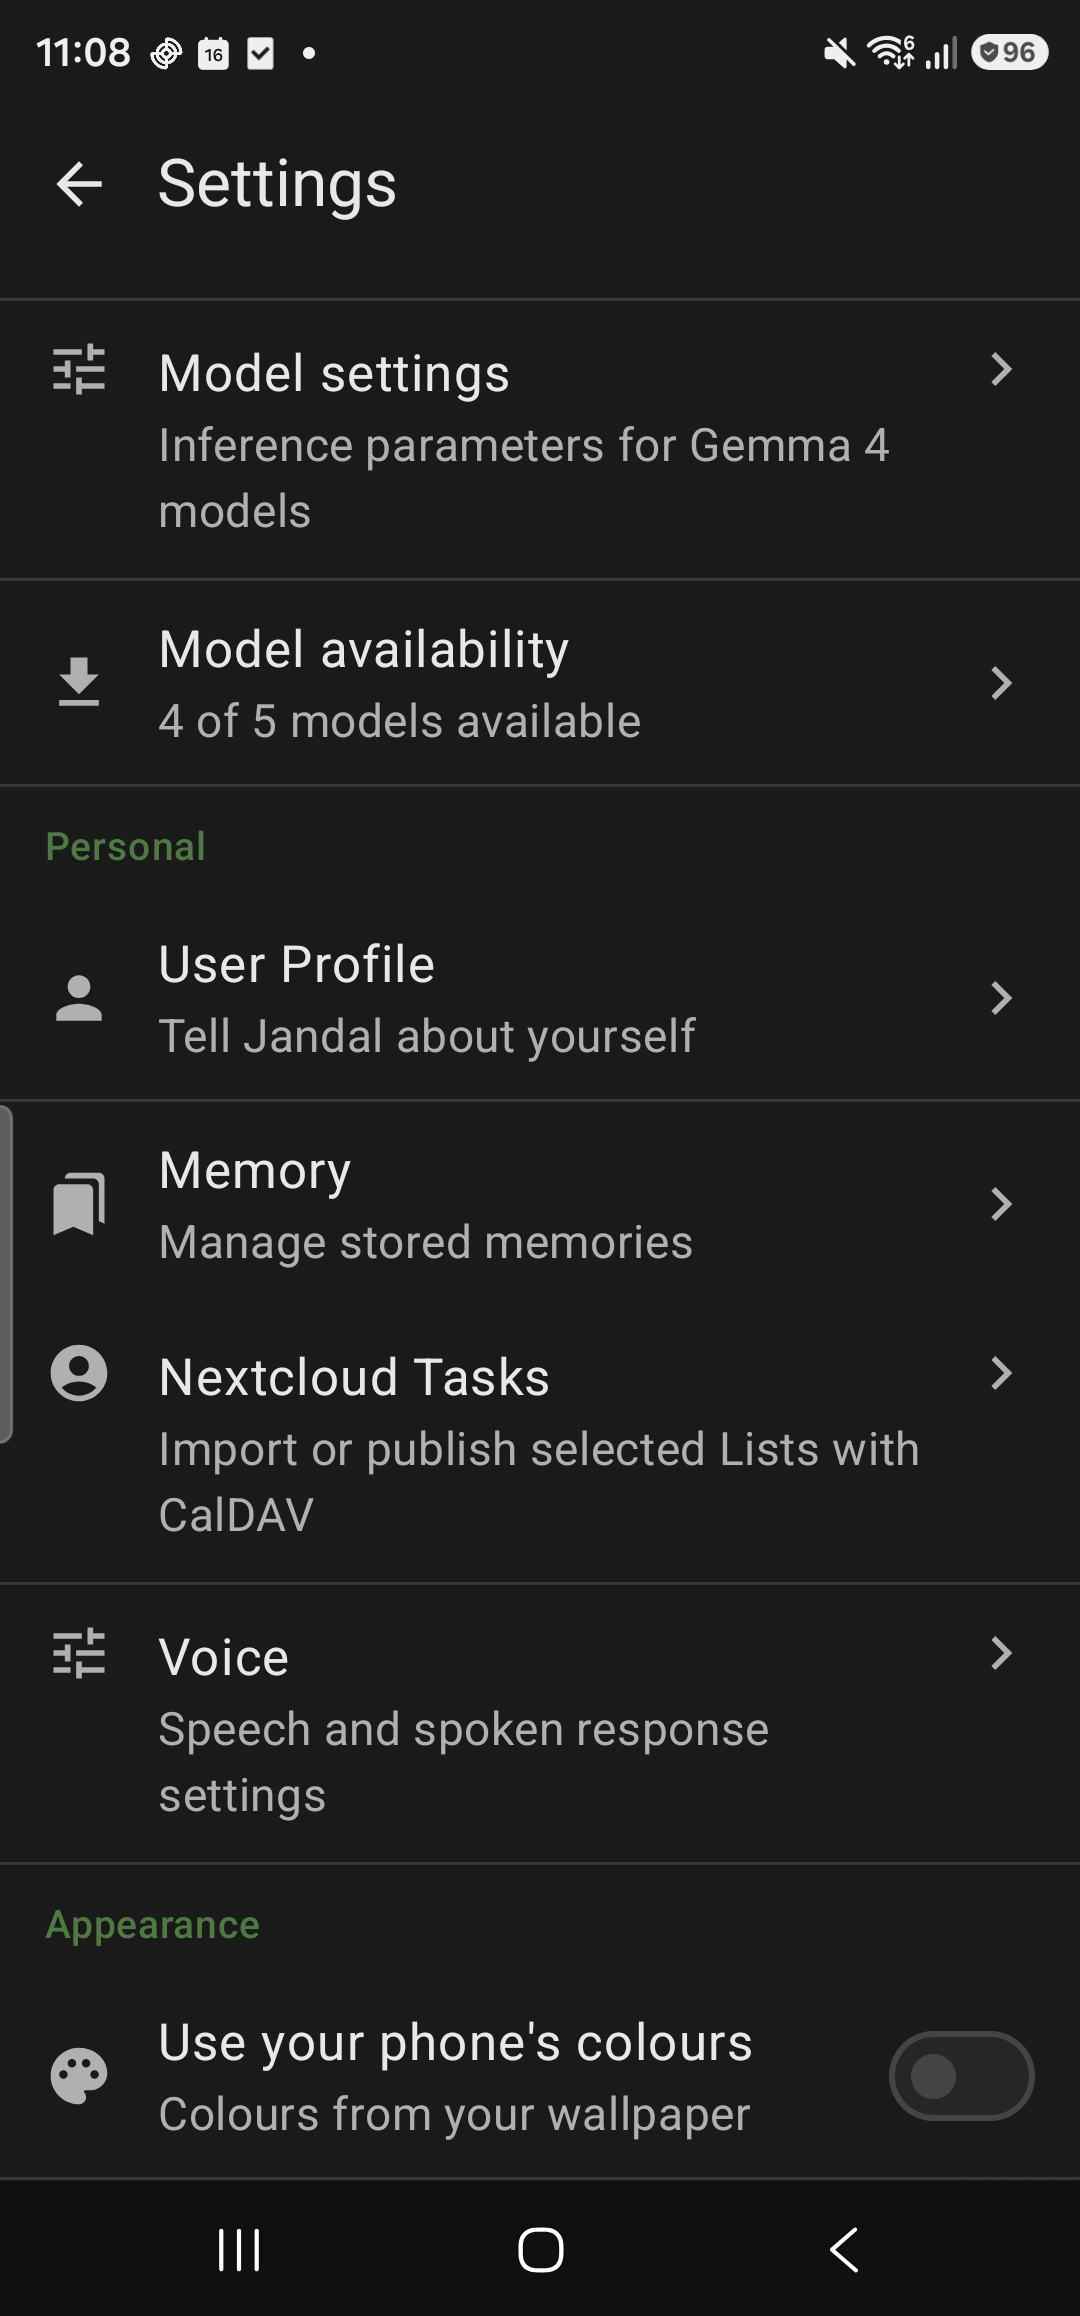 11:08
16
6
96
Settings
Model settings
Inference parameters for Gemma 4
models
Model availability
4 of 5 models available
Personal
User Profile
Tell Jandal about yourself
Memory
Manage stored memories
Nextcloud Tasks
Import or publish selected Lists with
CalDAV
Voice
Speech and spoken response
settings
Appearance
Use your phone's colours
Colours from your wallpaper